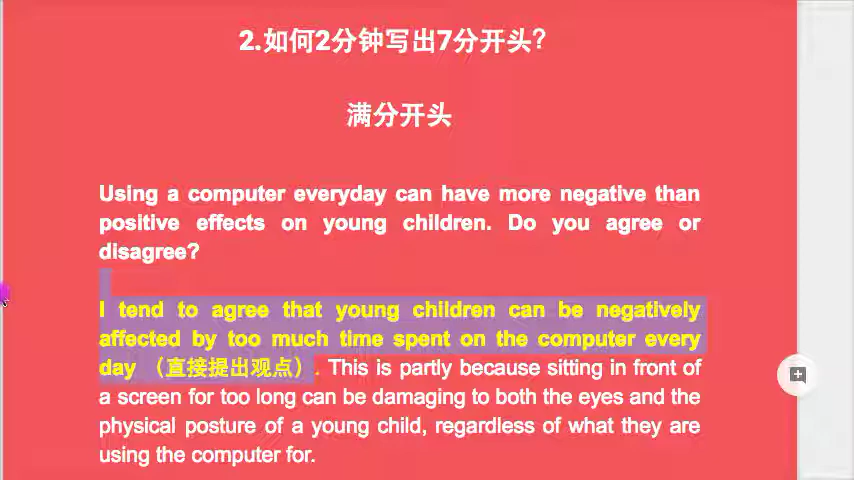 2.如何2分钟写出7分开头?
满分开头
Using a computer everyday can have more negative than
positive effects on young children. Do you agree or
disagree?
I tend to agree that young children can be negatively
affected by too much time spent on the computer every
day （直接提出观点）. This is partly because sitting in front of
a screen for too long can be damaging to both the eyes and the
physical posture of a young child, regardless of what they are
using the computer for.